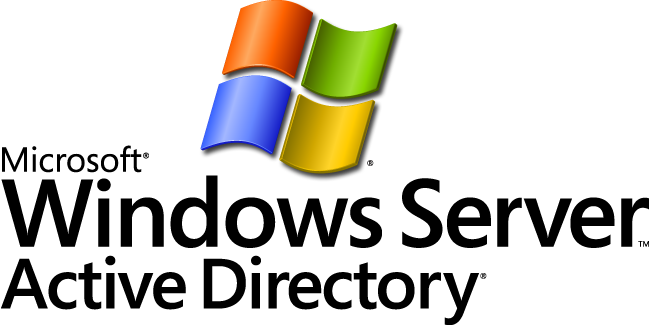 Microsoft®
®
Windows Server™
Active Directory®